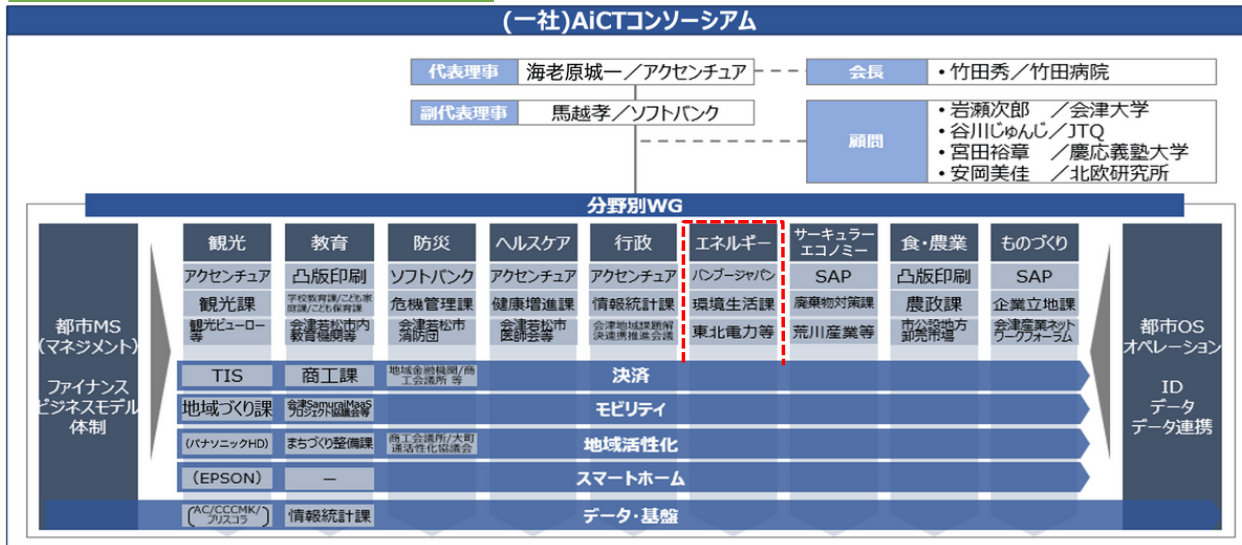 (一社)AiCTコンソーシアム
代表理事 海老原城一／アクセンチュア
会長 ・竹田秀／竹田病院
副代表理事 馬越孝／ソフトバンク
顧問
・岩瀬次郎 ／会津大学
・谷川じゅんじ／JTQ
・宮田裕章 ／慶応義塾大学
・安岡美佳 ／北欧研究所
分野別WG
都市MS
(マネジメント)
ファイナンス
ビジネスモデル
体制
観光 教育 防災 ヘルスケア 行政 エネルギー サーキュラーエコノミー 食・農業 ものづくり
アクセンチュア 凸版印刷 ソフトバンク アクセンチュア アクセンチュア バンブージャパン SAP 凸版印刷 SAP
観光課 学校教育課/こども家庭課/こども保育課 危機管理課 健康増進課 情報統計課 環境生活課 廃棄物対策課 農政課 企業立地課
観光ビューロー等 会津若松市内教育機関等 会津若松市消防団 会津若松市医師会等 会津地域課題解決連携推進会議 東北電力等 荒川産業等 市公設地方卸売市場 会津産業ネットワークフォーラム
TIS 商工課 地域金融機関/商工会議所 等 決済
地域づくり課 会津SamuraiMaaSプロジェクト協議会等 モビリティ
(パナソニックHD) まちづくり整備課 商工会議所/大町通活性化協議会 地域活性化
(EPSON) － スマートホーム
(AC/CCCMK/プリスコラ) 情報統計課 データ・基盤
都市OS
オペレーション
ID
データ
データ連携